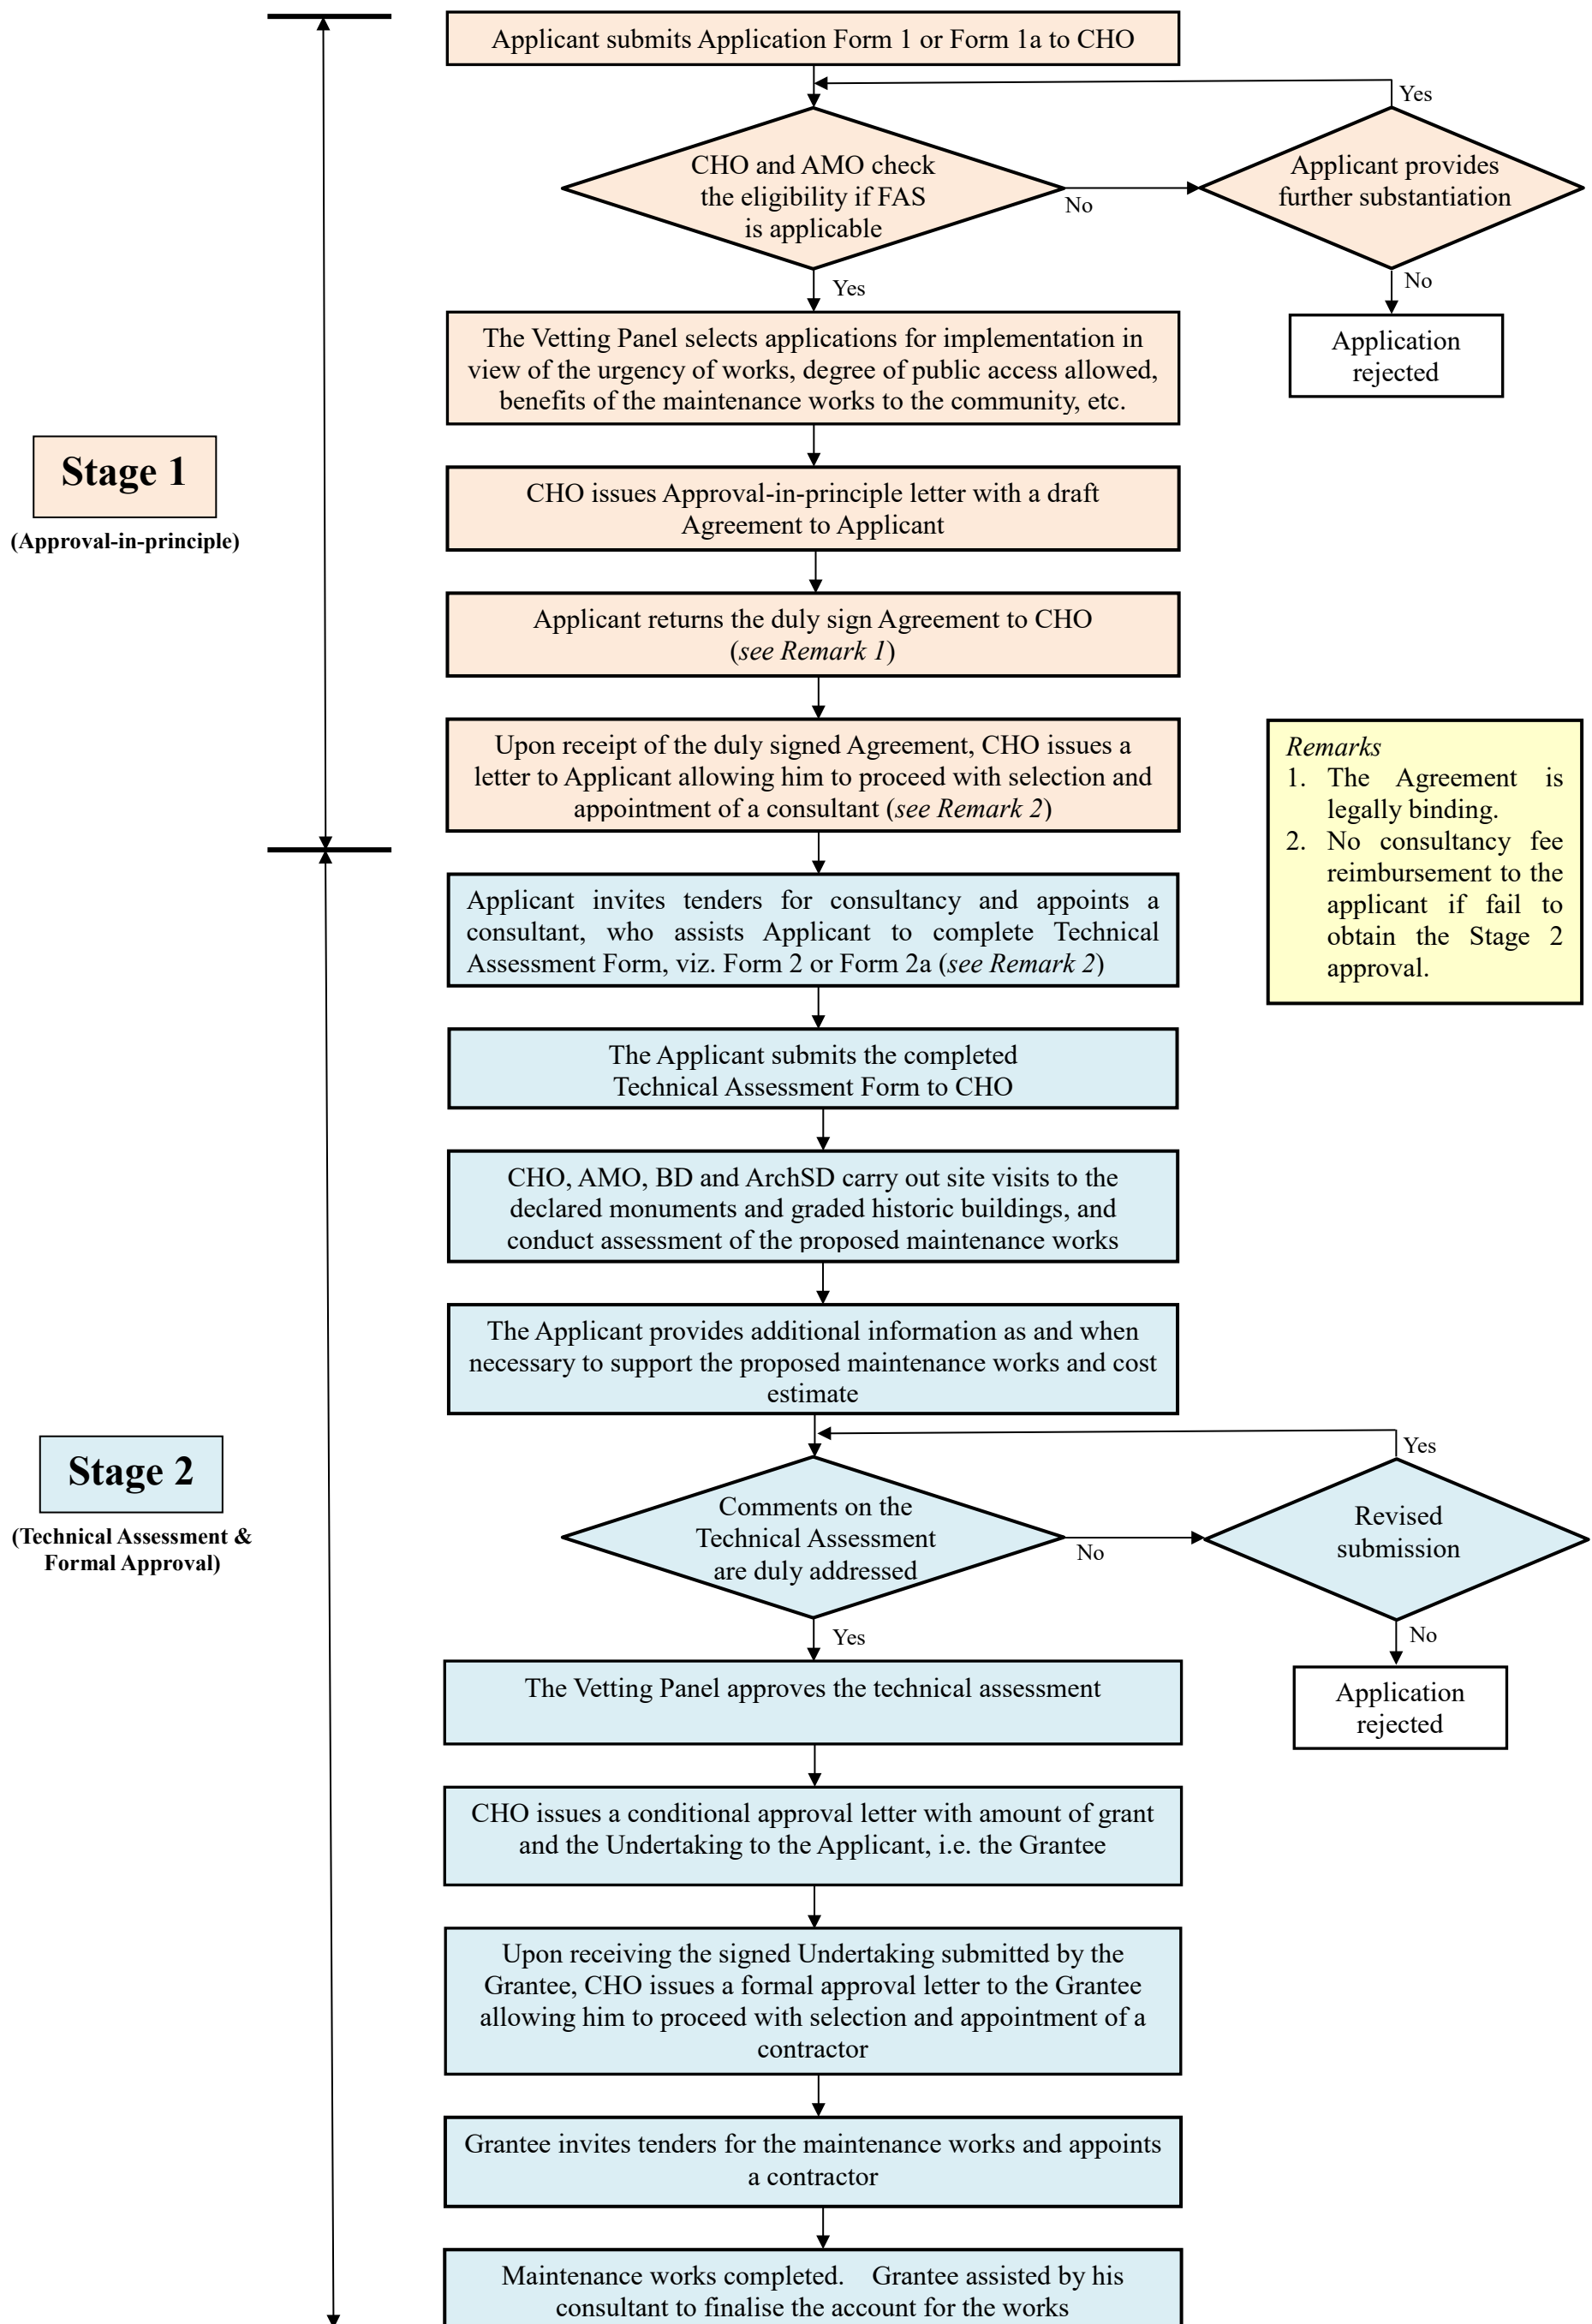 Applicant submits Application Form 1 or Form 1a to CHO
Yes
CHO and AMO check
the eligibility if FAS
is applicable
No
Applicant provides
further substantiation
Yes
No
The Vetting Panel selects applications for implementation in
view of the urgency of works, degree of public access allowed,
benefits of the maintenance works to the community, etc.
Application
rejected
Stage 1
(Approval-in-principle)
CHO issues Approval-in-principle letter with a draft
Agreement to Applicant
Applicant returns the duly sign Agreement to CHO
(see Remark 1)
Upon receipt of the duly signed Agreement, CHO issues a
letter to Applicant allowing him to proceed with selection and
appointment of a consultant (see Remark 2)
Remarks
1. The Agreement is
legally binding.
2. No consultancy fee
reimbursement to the
applicant if fail to
obtain the Stage 2
approval.
Applicant invites tenders for consultancy and appoints a
consultant, who assists Applicant to complete Technical
Assessment Form, viz. Form 2 or Form 2a (see Remark 2)
The Applicant submits the completed
Technical Assessment Form to CHO
CHO, AMO, BD and ArchSD carry out site visits to the
declared monuments and graded historic buildings, and
conduct assessment of the proposed maintenance works
The Applicant provides additional information as and when
necessary to support the proposed maintenance works and cost
estimate
Stage 2
(Technical Assessment &
Formal Approval)
Yes
Comments on the
Technical Assessment
are duly addressed
No
Revised
submission
Yes
No
The Vetting Panel approves the technical assessment
Application
rejected
CHO issues a conditional approval letter with amount of grant
and the Undertaking to the Applicant, i.e. the Grantee
Upon receiving the signed Undertaking submitted by the
Grantee, CHO issues a formal approval letter to the Grantee
allowing him to proceed with selection and appointment of a
contractor
Grantee invites tenders for the maintenance works and appoints
a contractor
Maintenance works completed. Grantee assisted by his
consultant to finalise the account for the works